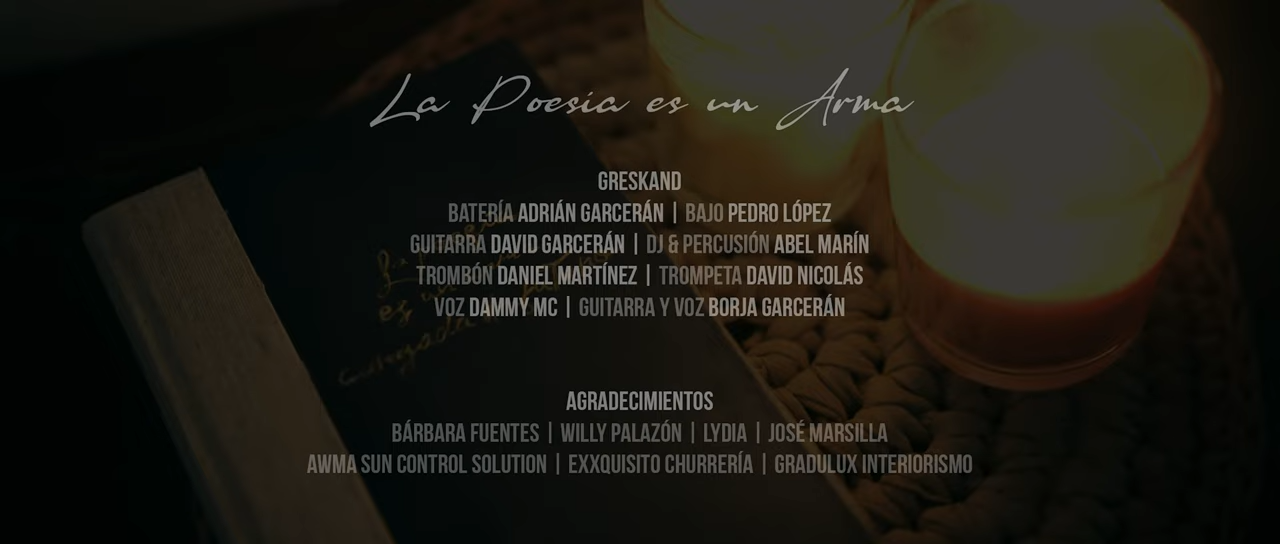 La Poesía es un Arma
GRESKAND
BATERÍA ADRIÁN GARCERÁN | BAJO PEDRO LÓPEZ
GUITARRA DAVID GARCERÁN | DJ & PERCUSIÓN ABEL MARÍN
TROMBÓN DANIEL MARTÍNEZ | TROMPETA DAVID NICOLÁS
VOZ DAMMY MC | GUITARRA Y VOZ BORJA GARCERÁN
AGRADECIMIENTOS
BÁRBARA FUENTES | WILLY PALAZÓN | LYDIA | JOSÉ MARSILLA
AWMA SUN CONTROL SOLUTION | EXXQUISITO CHURRERÍA | GRADULUX INTERIORISMO